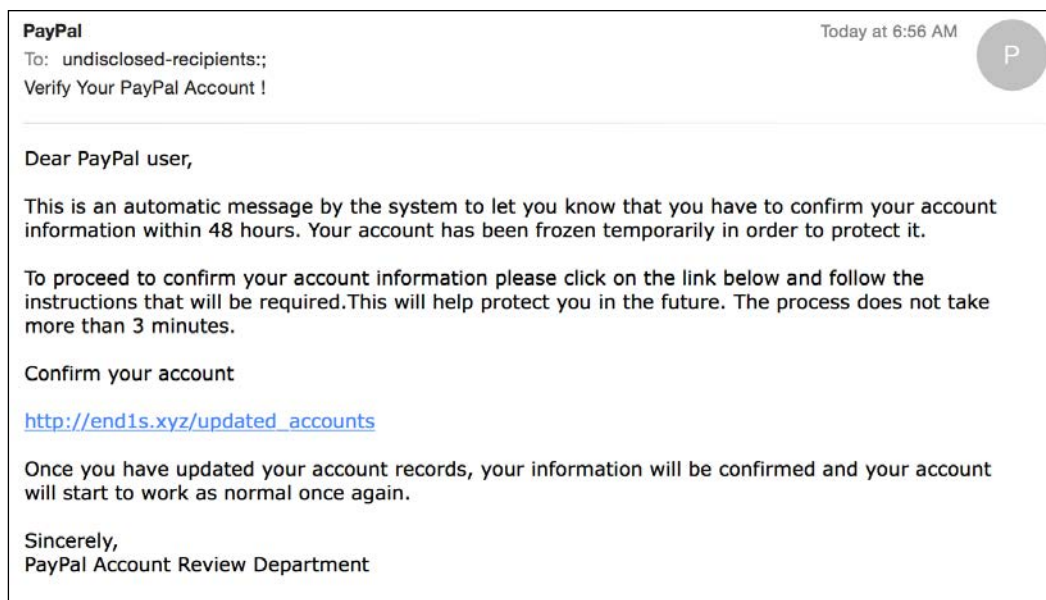 PayPal
Today at 6:56 AM
P
To: undisclosed-recipients:;
Verify Your PayPal Account !
Dear PayPal user,
This is an automatic message by the system to let you know that you have to confirm your account
information within 48 hours. Your account has been frozen temporarily in order to protect it.
To proceed to confirm your account information please click on the link below and follow the
instructions that will be required.This will help protect you in the future. The process does not take
more than 3 minutes.
Confirm your account
http://end1s.xyz/updated_accounts
Once you have updated your account records, your information will be confirmed and your account
will start to work as normal once again.
Sincerely,
PayPal Account Review Department